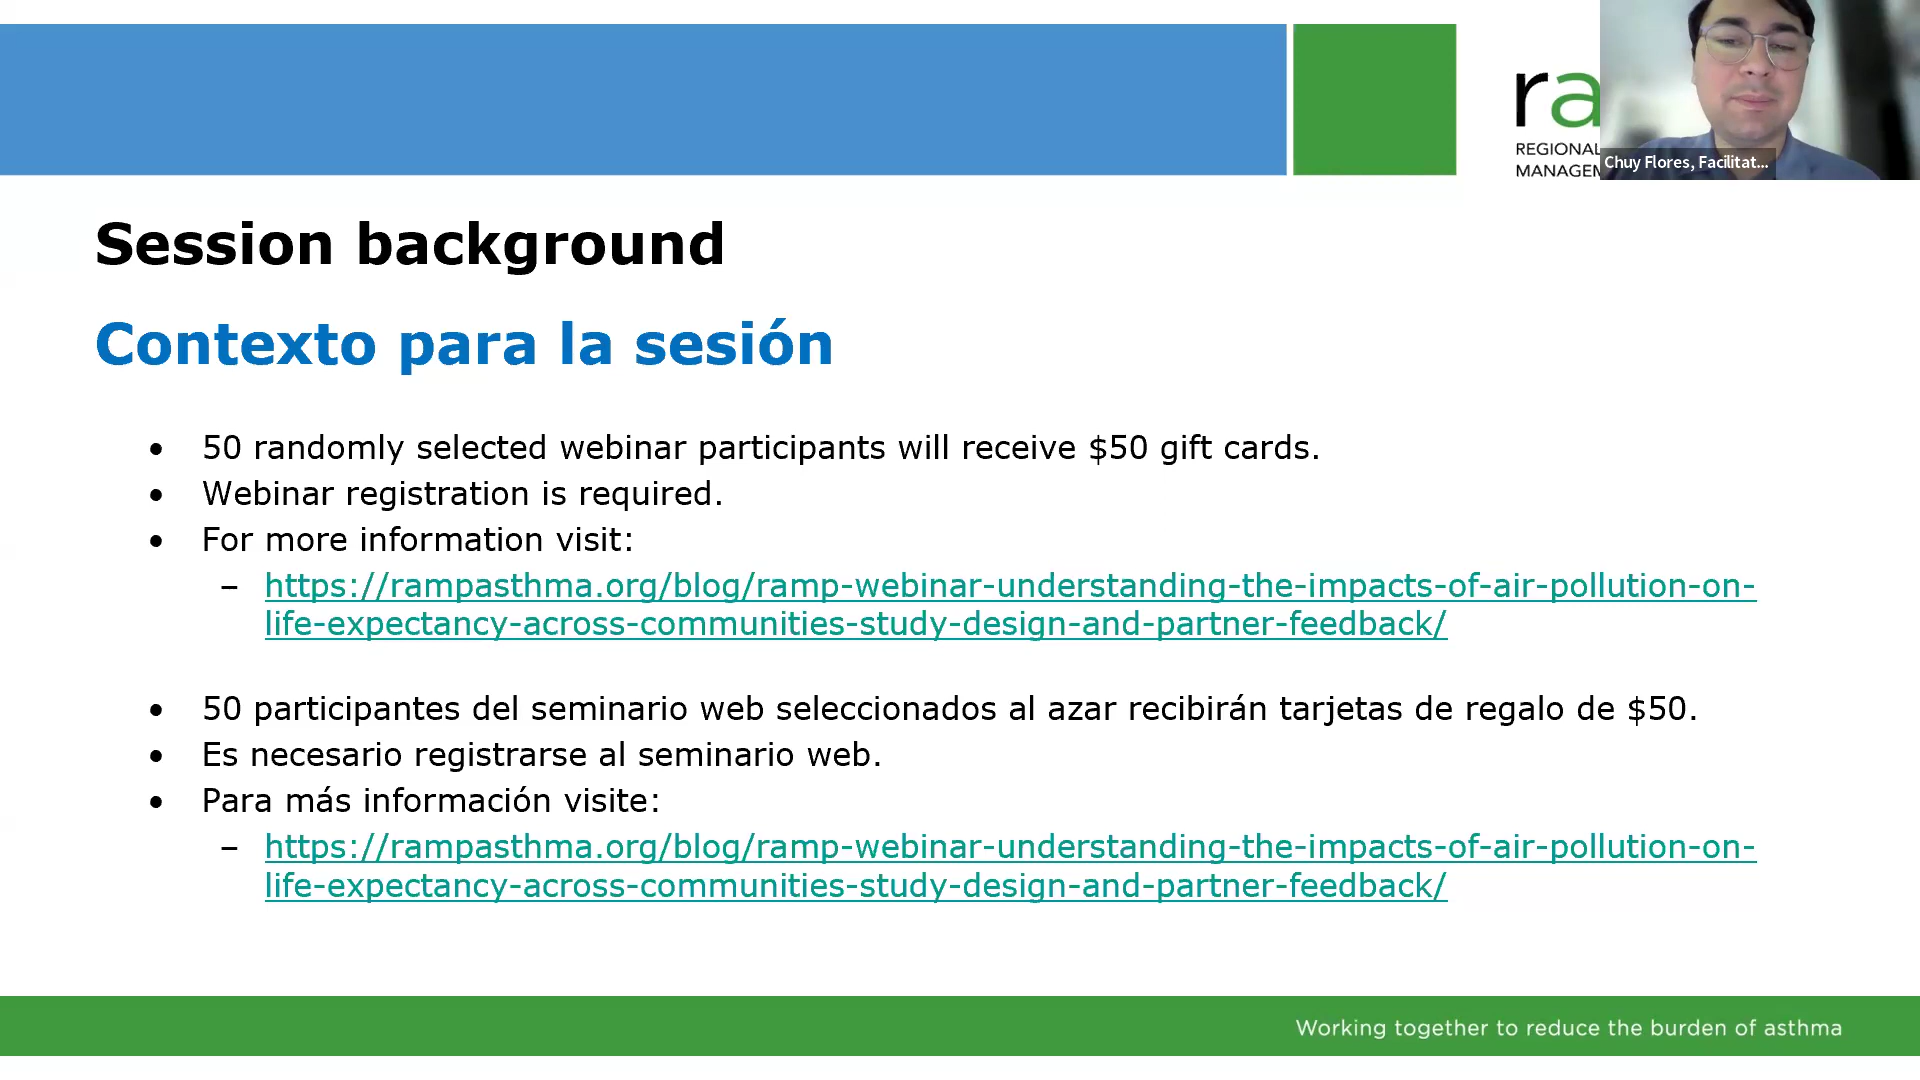 ra
REGIONAL
MANAGEM
Chuy Flores, Facilitat...
Session background
Contexto para la sesión
• 50 randomly selected webinar participants will receive $50 gift cards.
• Webinar registration is required.
• For more information visit:
– https://rampasthma.org/blog/ramp-webinar-understanding-the-impacts-of-air-pollution-on-
life-expectancy-across-communities-study-design-and-partner-feedback/
• 50 participantes del seminario web seleccionados al azar recibirán tarjetas de regalo de $50.
• Es necesario registrarse al seminario web.
• Para más información visite:
– https://rampasthma.org/blog/ramp-webinar-understanding-the-impacts-of-air-pollution-on-
life-expectancy-across-communities-study-design-and-partner-feedback/
Working together to reduce the burden of asthma